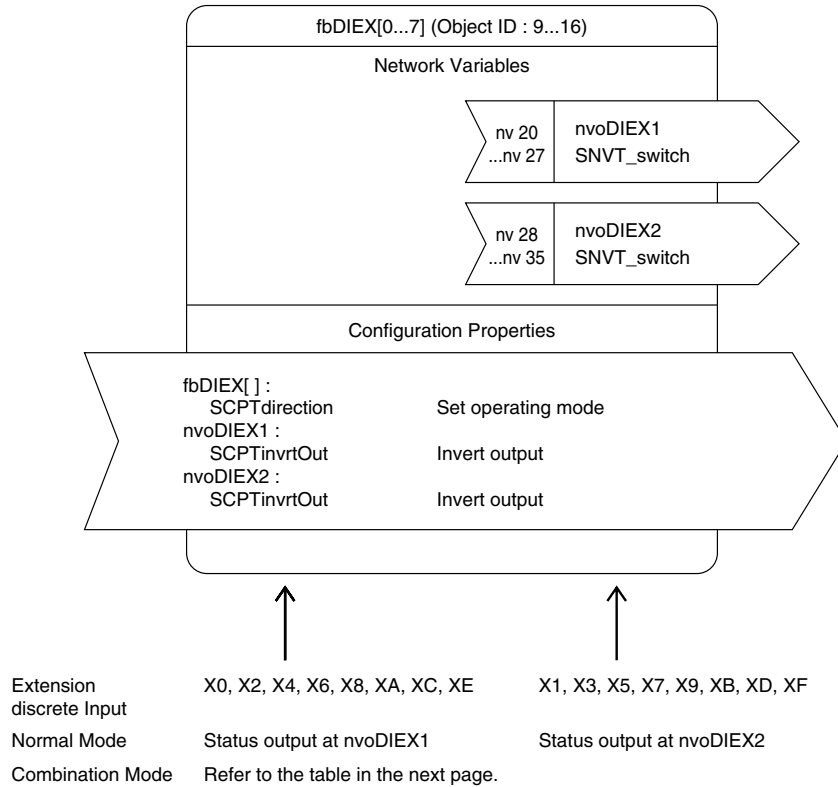 fbDIEX[0...7] (Object ID : 9...16)
Network Variables
nv 20 nvoDIEX1
...nv 27 SNVT_switch
nv 28 nvoDIEX2
...nv 35 SNVT_switch
Configuration Properties
fbDIEX[ ] :
SCPTdirection Set operating mode
nvoDIEX1 :
SCPTinvrtOut Invert output
nvoDIEX2 :
SCPTinvrtOut Invert output
Extension X0, X2, X4, X6, X8, XA, XC, XE X1, X3, X5, X7, X9, XB, XD, XF
discrete Input
Normal Mode Status output at nvoDIEX1 Status output at nvoDIEX2
Combination Mode Refer to the table in the next page.